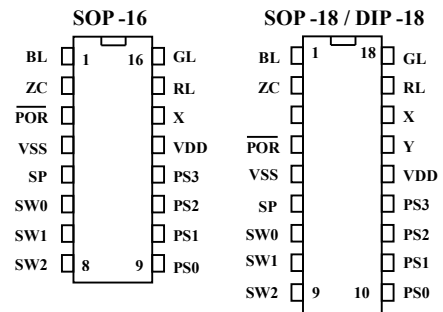 SOP -16
BL 1 16 GL
ZC RL
POR X
VSS VDD
SP PS3
SW0 PS2
SW1 PS1
SW2 8 9 PS0
SOP -18 / DIP -18
BL 1 18 GL
ZC RL
X
POR Y
VSS VDD
SP PS3
SW0 PS2
SW1 PS1
SW2 9 10 PS0